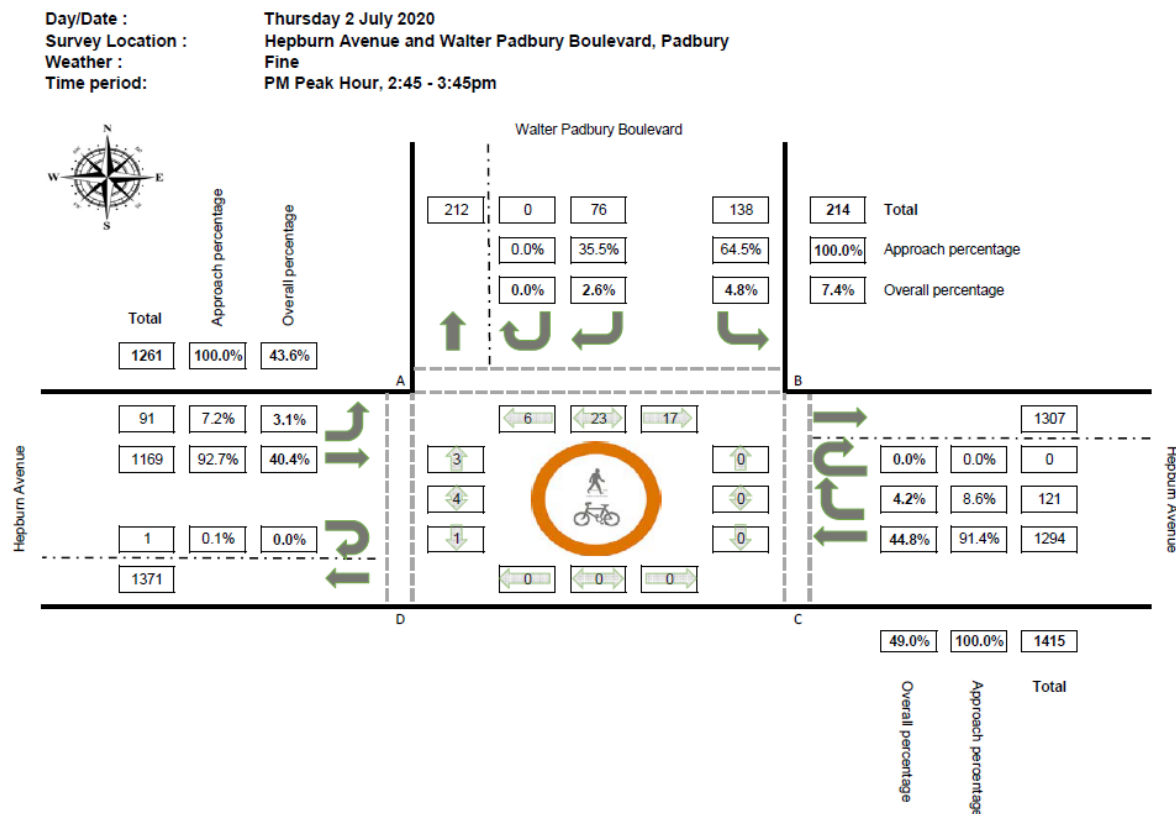 Day/Date : Thursday 2 July 2020
Survey Location : Hepburn Avenue and Walter Padbury Boulevard, Padbury
Weather : Fine
Time period: PM Peak Hour, 2:45 - 3:45pm
N
W E
S
Walter Padbury Boulevard
212 0 76 138 214 Total
0.0% 35.5% 64.5% 100.0% Approach percentage
0.0% 2.6% 4.8% 7.4% Overall percentage
Total Approach percentage Overall percentage
1261 100.0% 43.6%
A B
91 7.2% 3.1% 6 23 17 1307
1169 92.7% 40.4% 3 0 0.0% 0.0% 0
4 0 4.2% 8.6% 121
1 0.1% 0.0% 1 0 44.8% 91.4% 1294
1371 0 0 0
Hepburn Avenue
Hepburn Avenue
D C
49.0% 100.0% 1415
Overall percentage Approach percentage Total